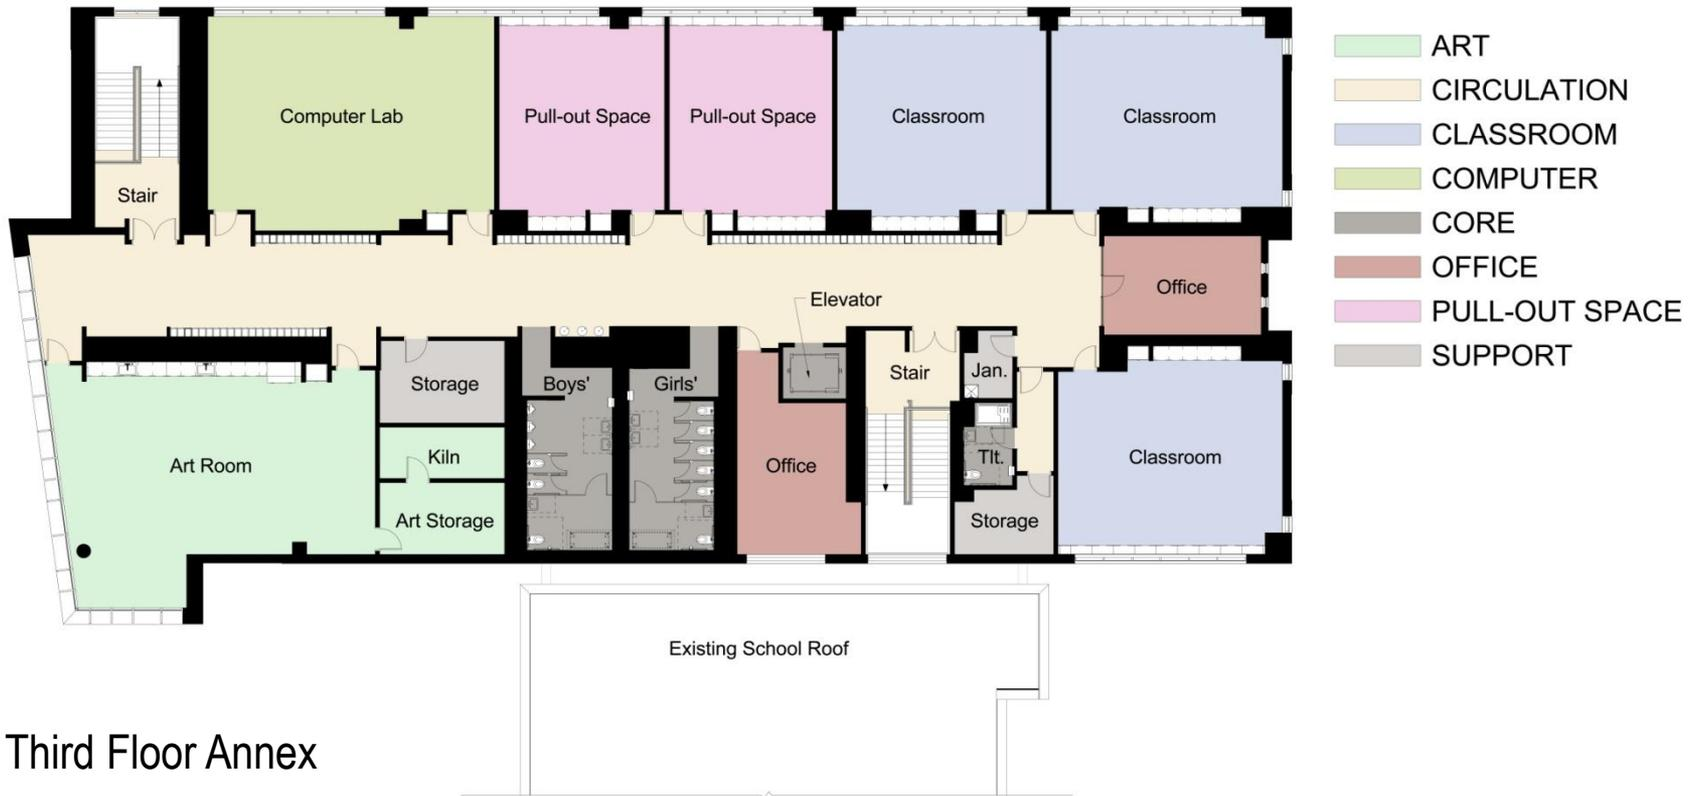 Computer Lab
Pull-out Space
Pull-out Space
Classroom
Classroom
Stair
Office
Elevator
Storage
Boys'
Girls'
Stair
Jan.
Art Room
Kiln
Office
Tlt.
Classroom
Art Storage
Storage
Existing School Roof
Third Floor Annex
ART
CIRCULATION
CLASSROOM
COMPUTER
CORE
OFFICE
PULL-OUT SPACE
SUPPORT